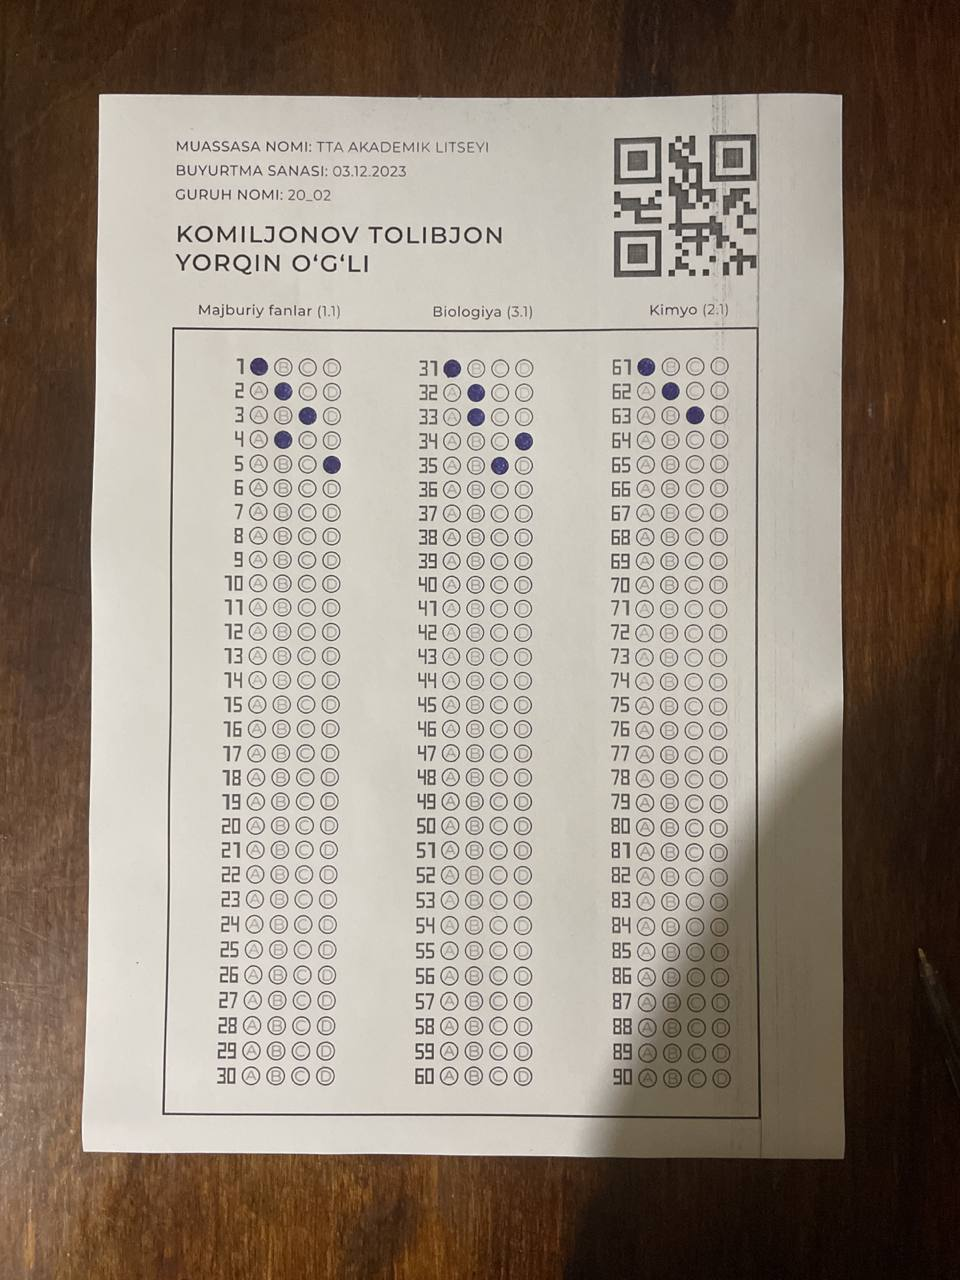 MUASSASA NOMI: TTA AKADEMIK LITSEYI
BUYURTMA SANASI: 03.12.2023
GURUH NOMI: 20_02
KOMILJONOV TOLIBJON
YORQIN O‘G‘LI
Majburiy fanlar (1.1) Biologiya (3.1) Kimyo (2.1)
1 B C D 31 B C D 61 B C D
2 A C D 32 A C D 62 A C D
3 A B D 33 A C D 63 A B D
4 A C D 34 A B C 64 A B C D
5 A B C 35 A B D 65 A B C D
6 A B C D 36 A B C D 66 A B C D
7 A B C D 37 A B C D 67 A B C D
8 A B C D 38 A B C D 68 A B C D
9 A B C D 39 A B C D 69 A B C D
10 A B C D 40 A B C D 70 A B C D
11 A B C D 41 A B C D 71 A B C D
12 A B C D 42 A B C D 72 A B C D
13 A B C D 43 A B C D 73 A B C D
14 A B C D 44 A B C D 74 A B C D
15 A B C D 45 A B C D 75 A B C D
16 A B C D 46 A B C D 76 A B C D
17 A B C D 47 A B C D 77 A B C D
18 A B C D 48 A B C D 78 A B C D
19 A B C D 49 A B C D 79 A B C D
20 A B C D 50 A B C D 80 A B C D
21 A B C D 51 A B C D 81 A B C D
22 A B C D 52 A B C D 82 A B C D
23 A B C D 53 A B C D 83 A B C D
24 A B C D 54 A B C D 84 A B C D
25 A B C D 55 A B C D 85 A B C D
26 A B C D 56 A B C D 86 A B C D
27 A B C D 57 A B C D 87 A B C D
28 A B C D 58 A B C D 88 A B C D
29 A B C D 59 A B C D 89 A B C D
30 A B C D 60 A B C D 90 A B C D